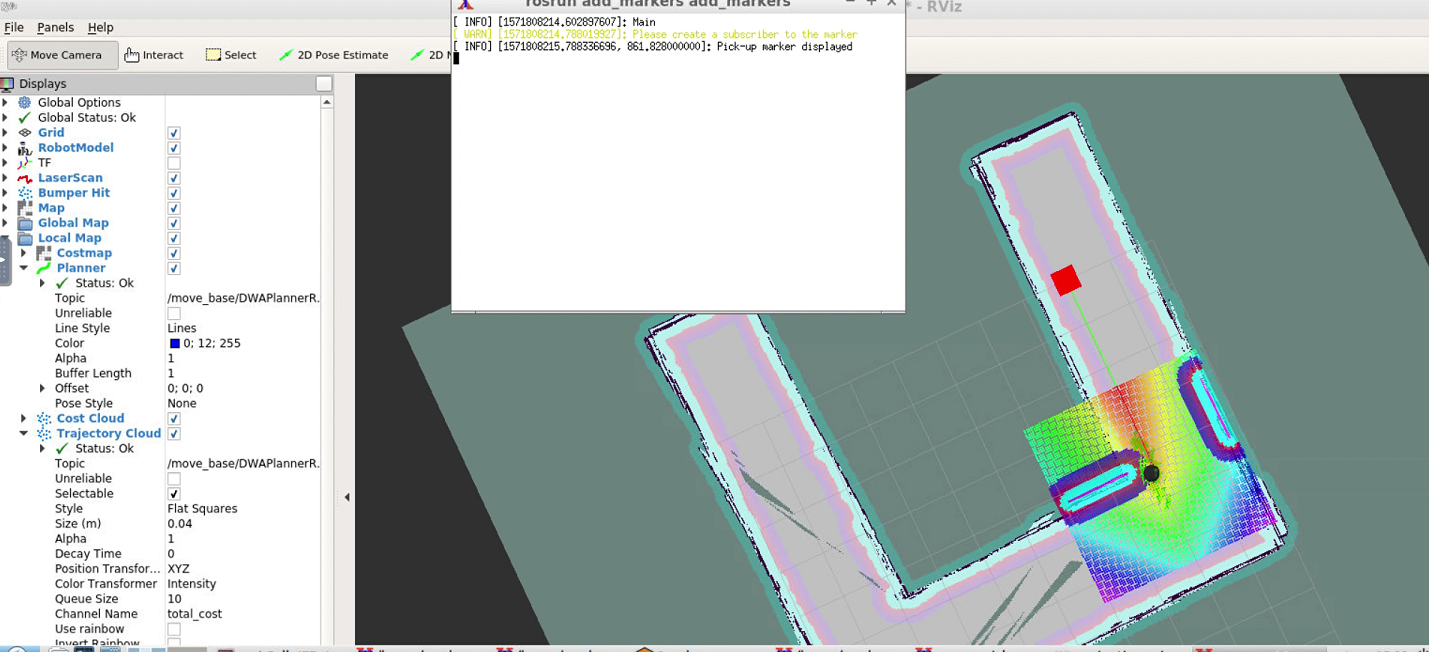 rosrun add_markers add_markers
* - RViz
File Panels Help
Move Camera Interact Select 2D Pose Estimate
[ INFO] [1571808214.602897607]: Main
[ WARN] [1571808214.788019927]: Please create a subscriber to the marker
[ INFO] [1571808215.788336696, 861.828000000]: Pick-up marker displayed
Displays
Global Options
Global Status: Ok
Grid
RobotModel
TF
LaserScan
Bumper Hit
Map
Global Map
Local Map
Costmap
Planner
Status: Ok
Topic /move_base/DWAPlannerR.
Unreliable
Line Style Lines
Color 0; 12; 255
Alpha 1
Buffer Length 1
Offset 0; 0; 0
Pose Style None
Cost Cloud
Trajectory Cloud
Status: Ok
Topic /move_base/DWAPlannerR.
Unreliable
Selectable
Style Flat Squares
Size (m) 0.04
Alpha 1
Decay Time 0
Position Transfor... XYZ
Color Transformer Intensity
Queue Size 10
Channel Name total_cost
Use rainbow
Invert Rainbow